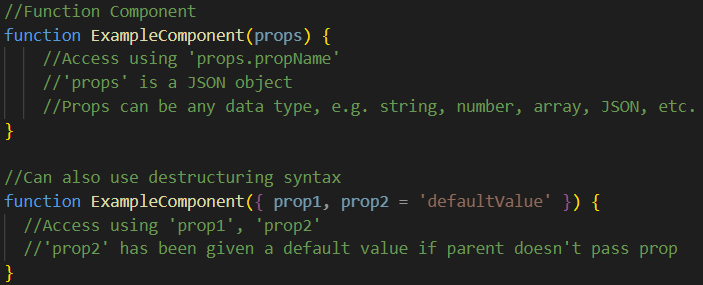 //Function Component
function ExampleComponent(props) {
    //Access using 'props.propName'
    //'props' is a JSON object
    //Props can be any data type, e.g. string, number, array, JSON, etc.
}

//Can also use destructuring syntax
function ExampleComponent({ prop1, prop2 = 'defaultValue' }) {
  //Access using 'prop1', 'prop2'
  //'prop2' has been given a default value if parent doesn't pass prop
}